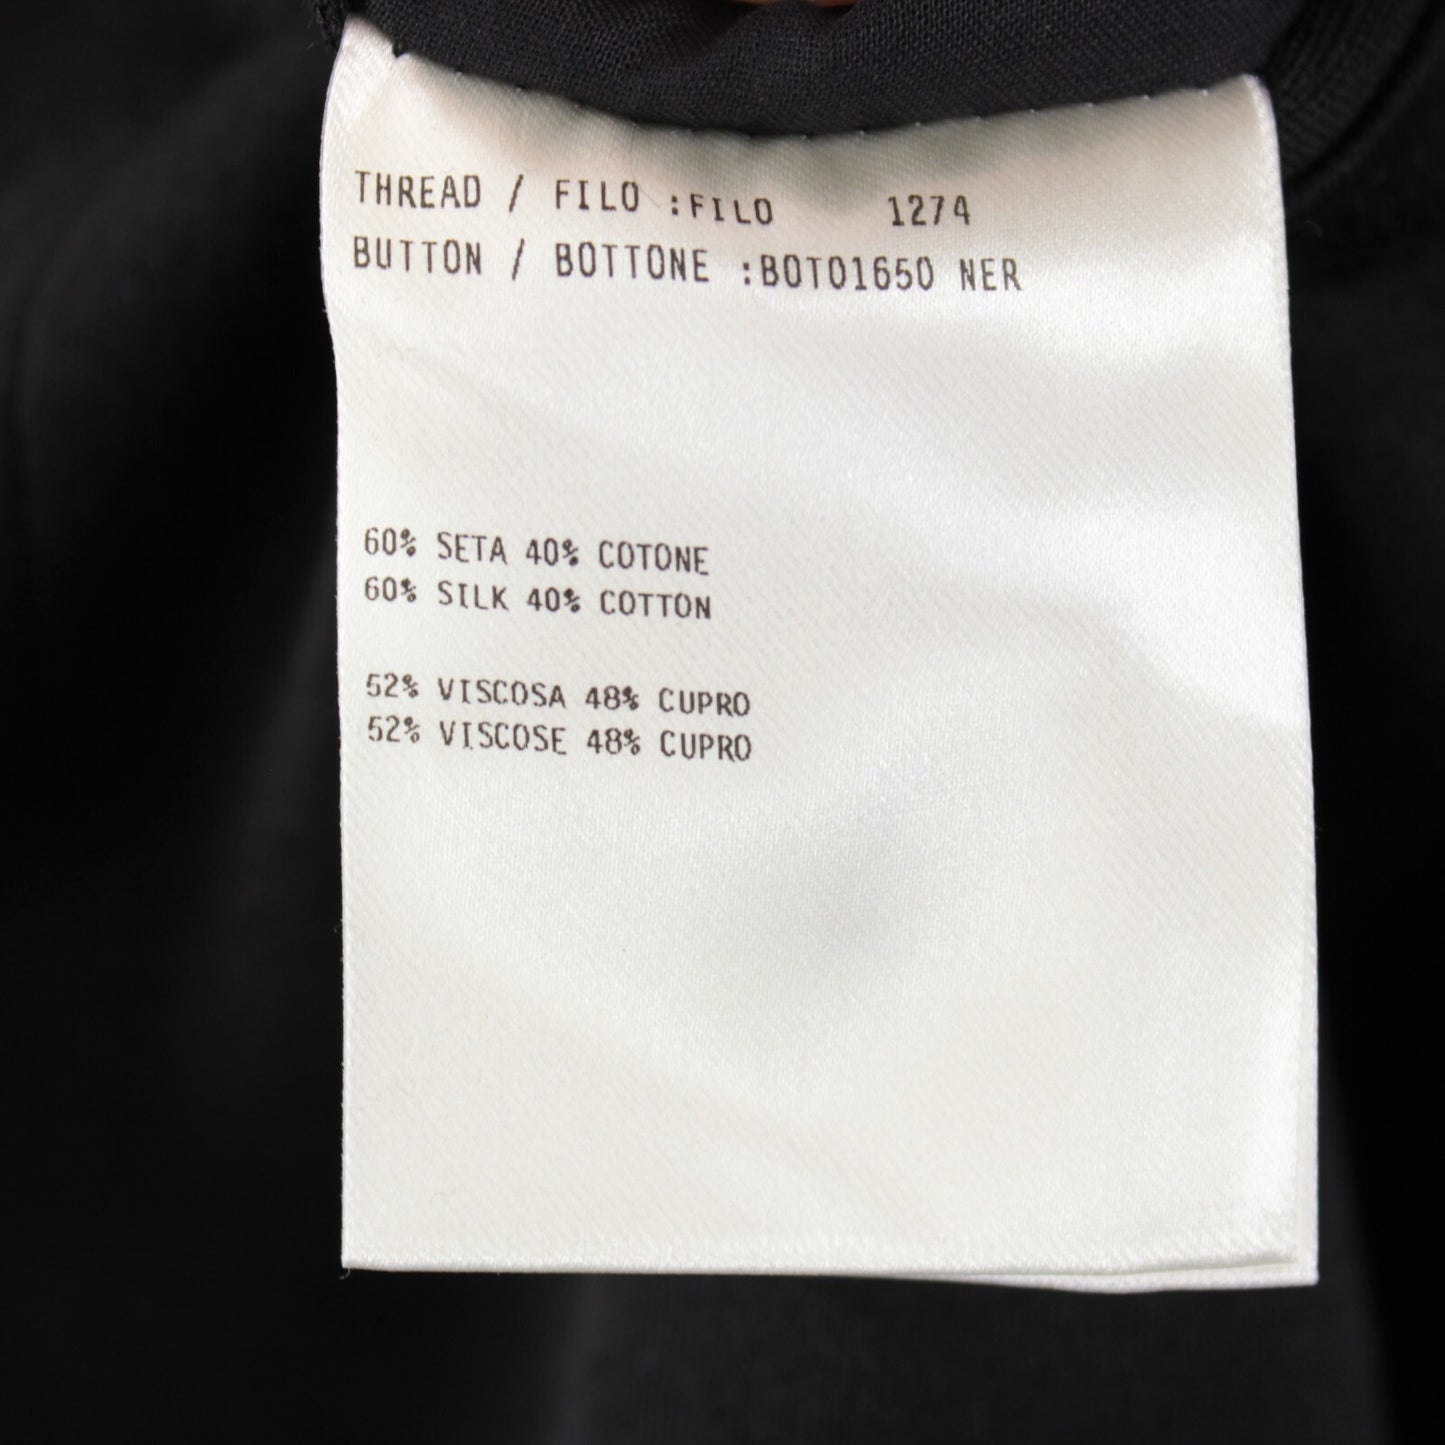 THREAD / FILO :FILO 1274
BUTTON / BOTTONE :BOT01650 NER
60% SETA 40% COTONE
60% SILK 40% COTTON
52% VISCOSA 48% CUPRO
52% VISCOSE 48% CUPRO